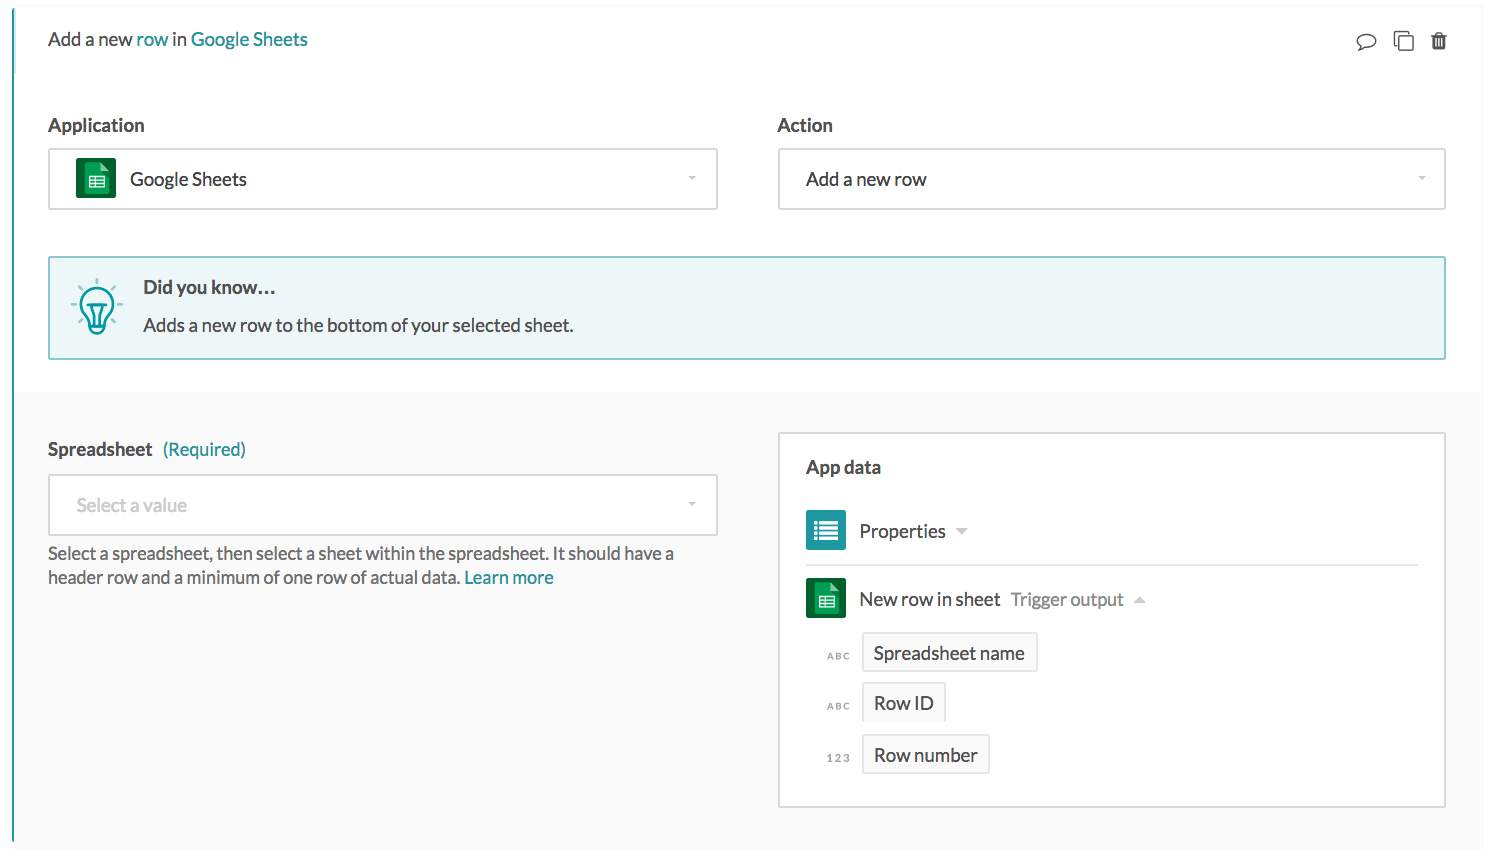 Add a new row in Google Sheets
Application
Google Sheets
Action
Add a new row
Did you know...
Adds a new row to the bottom of your selected sheet.
Spreadsheet (Required)
Select a value
Select a spreadsheet, then select a sheet within the spreadsheet. It should have a
header row and a minimum of one row of actual data. Learn more
App data
Properties
New row in sheet Trigger output
ABC Spreadsheet name
ABC Row ID
123 Row number